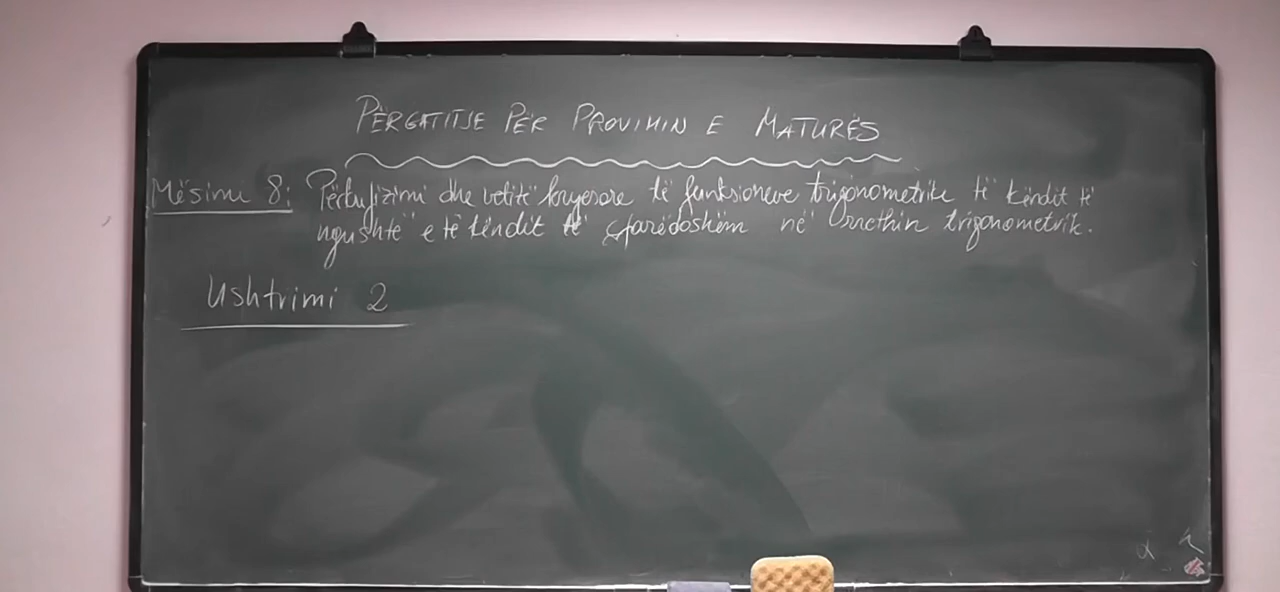 PËRGATITJE PËR PROVIMIN E MATURËS
Mësimi 8: Përkufizimi dhe vetitë kryesore të funksioneve trigonometrike të këndit të
ngushtë e të këndit të çfarëdoshëm në rrethin trigonometrik.
Ushtrimi 2
α